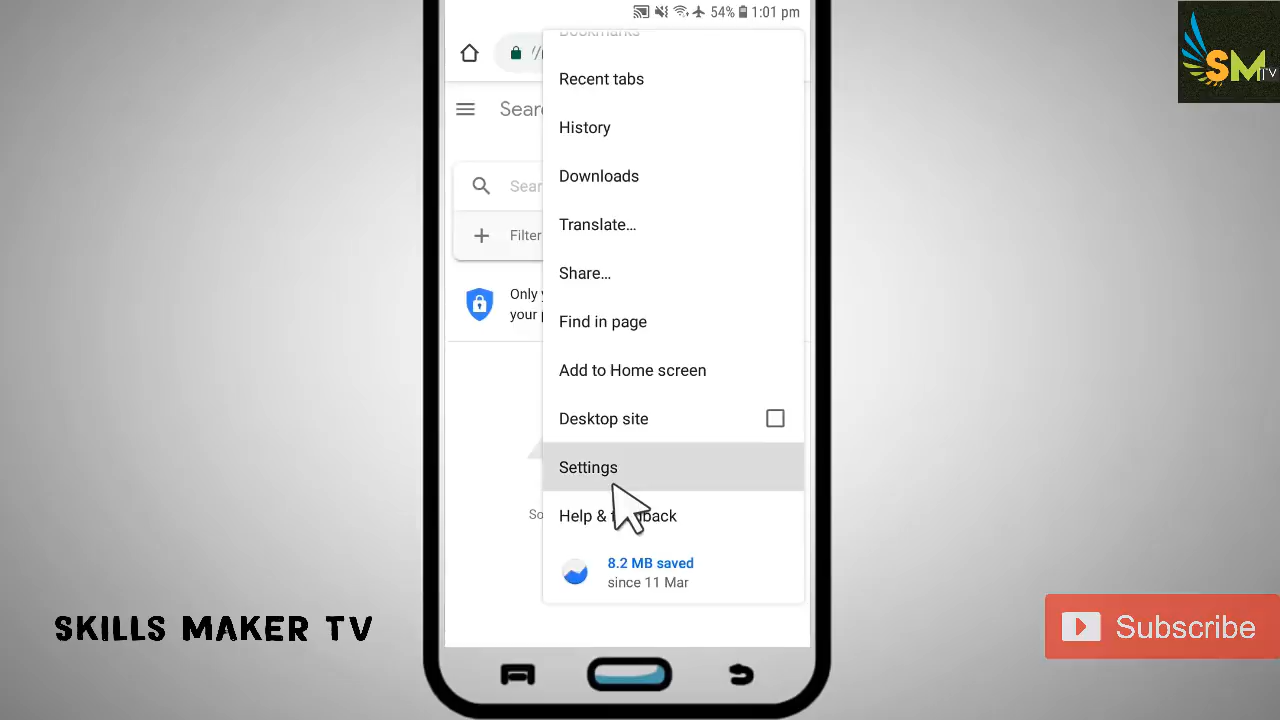 54% 1:01 pm
SM TV
Bookmarks
//
Recent tabs
Sear
History
Downloads
Sear
Translate...
Filter
Share...
Only
your
Find in page
Add to Home screen
Desktop site
Settings
So
Help & back
8.2 MB saved
since 11 Mar
SKILLS MAKER TV
Subscribe